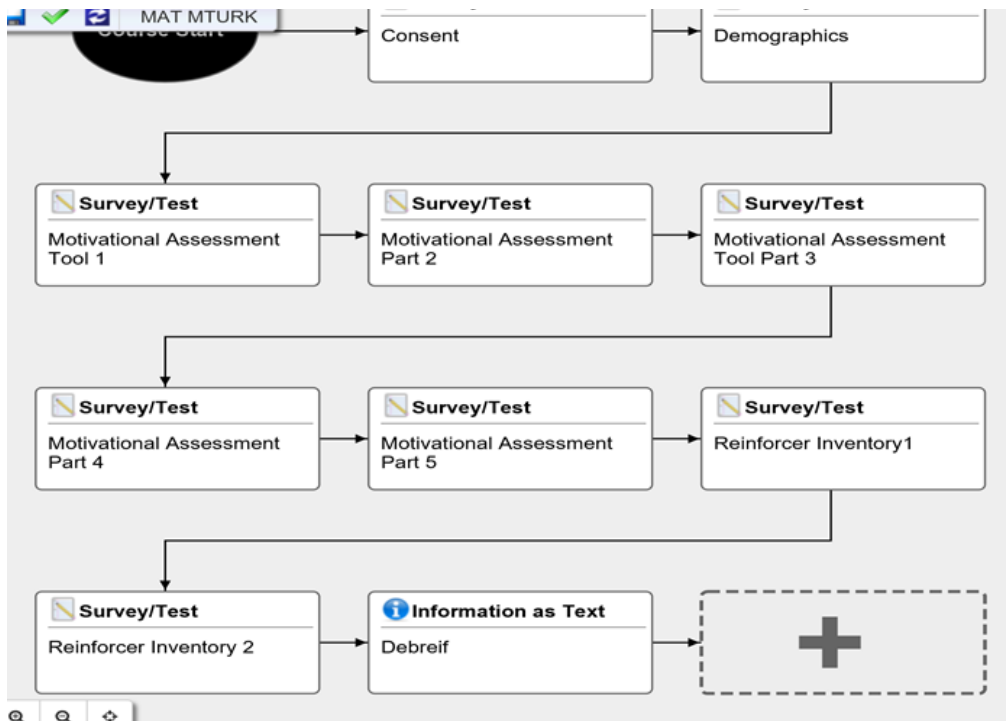 MAT MTURK
Course Start
Consent
Demographics
Survey/Test
Motivational Assessment
Tool 1
Survey/Test
Motivational Assessment
Part 2
Survey/Test
Motivational Assessment
Tool Part 3
Survey/Test
Motivational Assessment
Part 4
Survey/Test
Motivational Assessment
Part 5
Survey/Test
Reinforcer Inventory1
Survey/Test
Reinforcer Inventory 2
Information as Text
Debreif